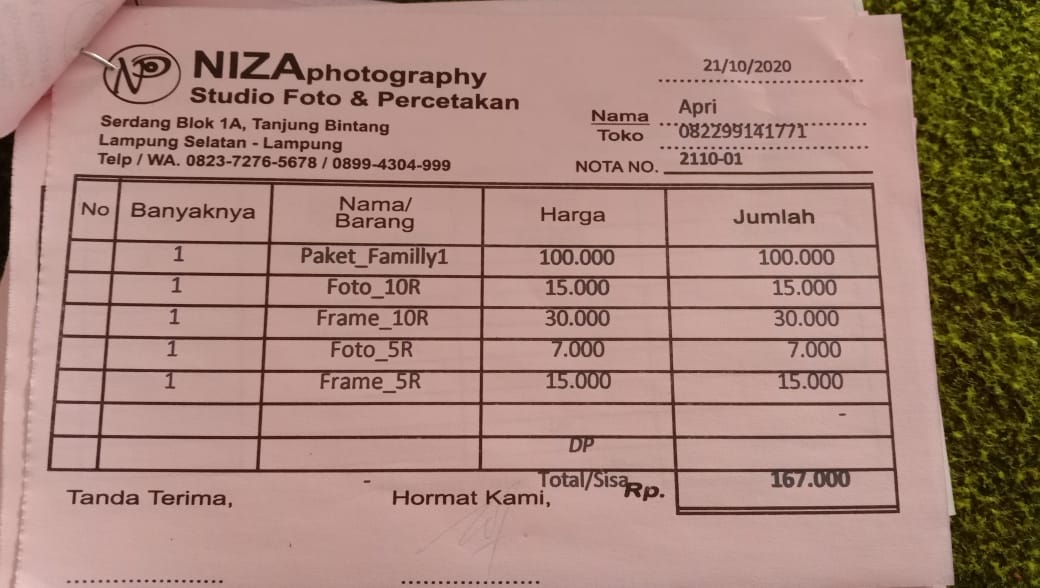 NIZAphotography
Studio Foto & Percetakan
Serdang Blok 1A, Tanjung Bintang
Lampung Selatan - Lampung
Telp / WA. 0823-7276-5678 / 0899-4304-999
21/10/2020
Nama Apri
Toko 082299141771
NOTA NO. 2110-01
No Banyaknya Nama/ Barang Harga Jumlah
1 Paket_Familly1 100.000 100.000
1 Foto_10R 15.000 15.000
1 Frame_10R 30.000 30.000
1 Foto_5R 7.000 7.000
1 Frame_5R 15.000 15.000
-
DP
- Total/Sisa Rp. 167.000
Tanda Terima, Hormat Kami,